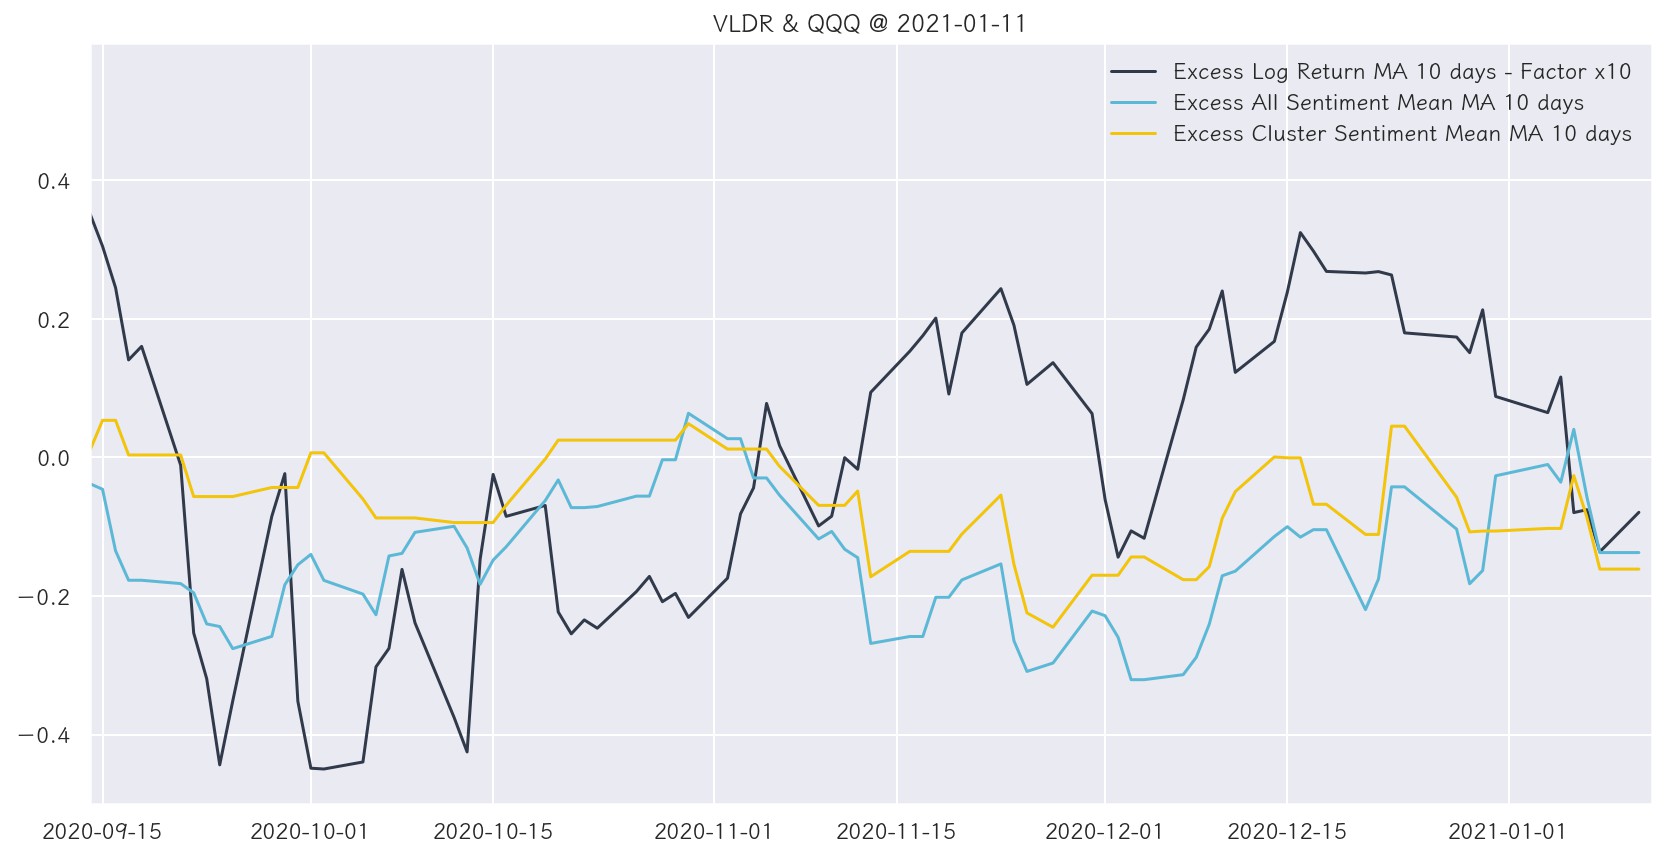 VLDR & QQQ @ 2021-01-11
Excess Log Return MA 10 days - Factor x10
Excess All Sentiment Mean MA 10 days
Excess Cluster Sentiment Mean MA 10 days
0.4
0.2
0.0
−0.2
−0.4
2020-09-15 2020-10-01 2020-10-15 2020-11-01 2020-11-15 2020-12-01 2020-12-15 2021-01-01